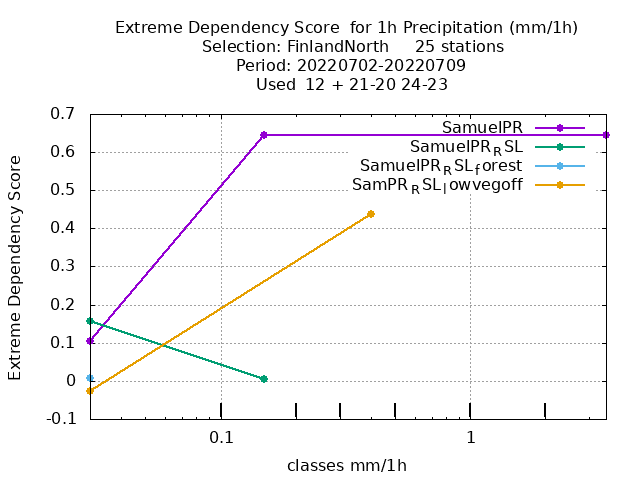 Extreme Dependency Score  for 1h Precipitation (mm/1h)
Selection: FinlandNorth     25 stations
Period: 20220702-20220709
Used  12 + 21-20 24-23
Extreme Dependency Score
0.7
0.6
0.5
0.4
0.3
0.2
0.1
0
-0.1
SamuelPR
SamuelPR_RSL
SamuelPR_RSL_forest
SamPR_RSL_lowvegoff
0.1
1
classes mm/1h